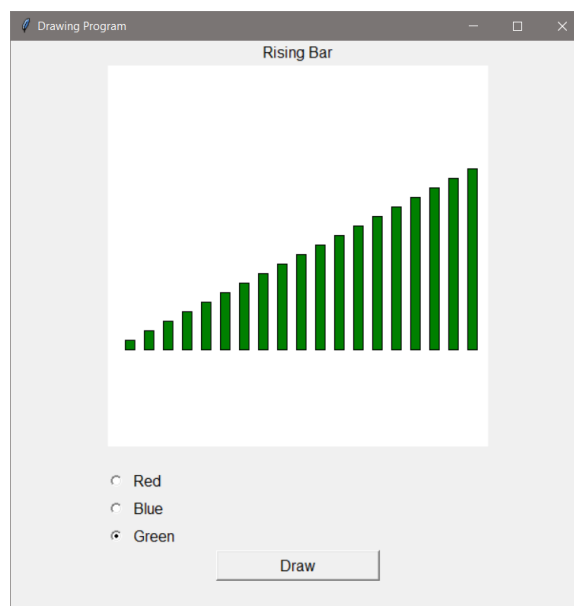 Drawing Program
Rising Bar
Red
Blue
Green
Draw